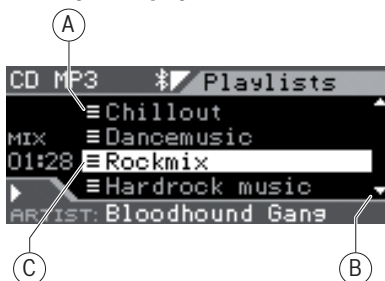 A
CD MP3 Playlists
Chillout
MIX Dancemusic
01:28 Rockmix
Hardrock music
ARTIST: Bloodhound Gang
C B